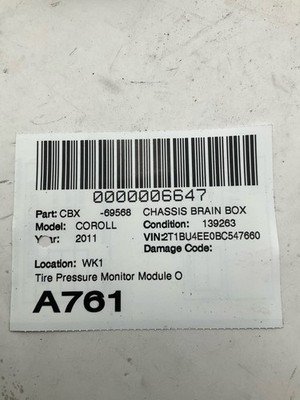 0000006647
Part: CBX -69568 CHASSIS BRAIN BOX
Model: COROLL Condition: 139263
Year: 2011 VIN:2T1BU4EE0BC547660
Damage Code:
Location: WK1
Tire Pressure Monitor Module O
A761